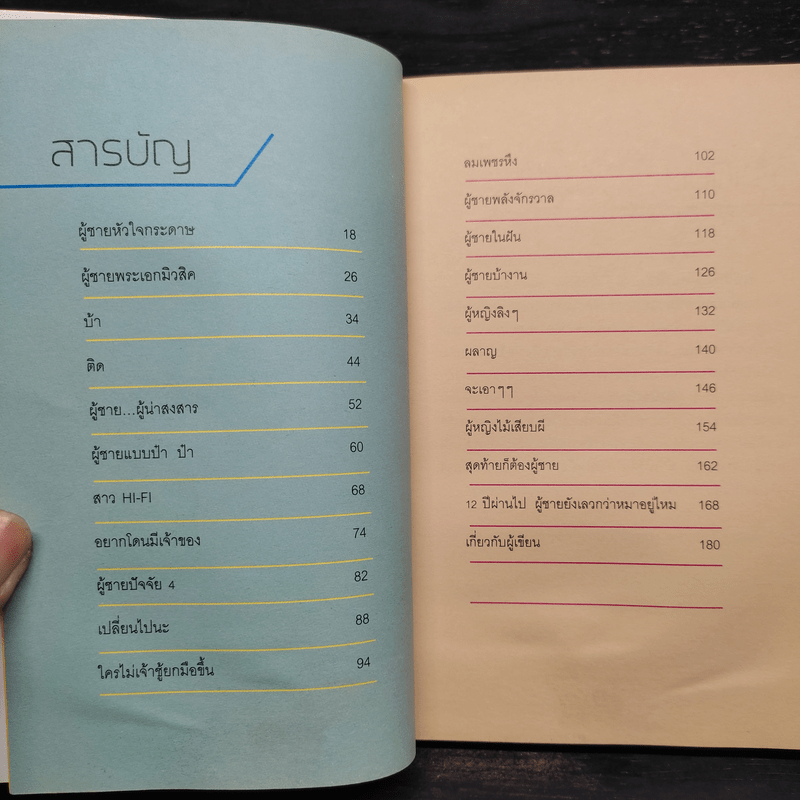 สารบัญ
ผู้ชายหัวใจกระดาษ 18
ผู้ชายพระเอกมิวสิค 26
บ้า 34
ติด 44
ผู้ชาย...ผู้น่าสงสาร 52
ผู้ชายแบบป๋า ป๋า 60
สาว HI-FI 68
อยากโดนมีเจ้าของ 74
ผู้ชายปัจจัย 4 82
เปลี่ยนไปนะ 88
ใครไม่เจ้าชู้ยกมือขึ้น 94
ลมเพชรหึง 102
ผู้ชายพลังจักรวาล 110
ผู้ชายในฝัน 118
ผู้ชายบ้างาน 126
ผู้หญิงลิงๆ 132
ผลาญ 140
จะเอาๆๆ 146
ผู้หญิงไม้เสียบผี 154
สุดท้ายก็ต้องผู้ชาย 162
12 ปีผ่านไป ผู้ชายยังเลวกว่าหมาอยู่ไหม 168
เกี่ยวกับผู้เขียน 180